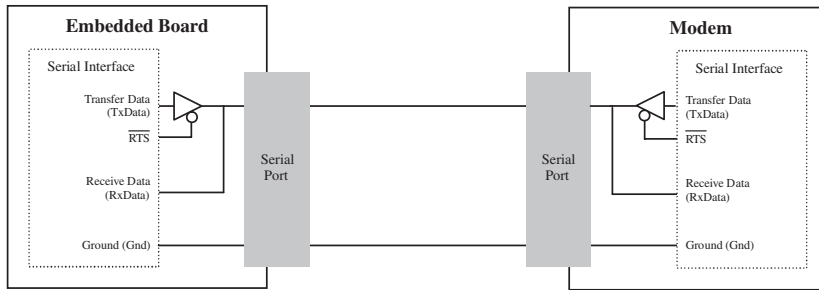 Embedded Board
Serial Interface
Transfer Data
(TxData)
RTS
Receive Data
(RxData)
Ground (Gnd)
Serial
Port
Serial
Port
Modem
Serial Interface
Transfer Data
(TxData)
RTS
Receive Data
(RxData)
Ground (Gnd)